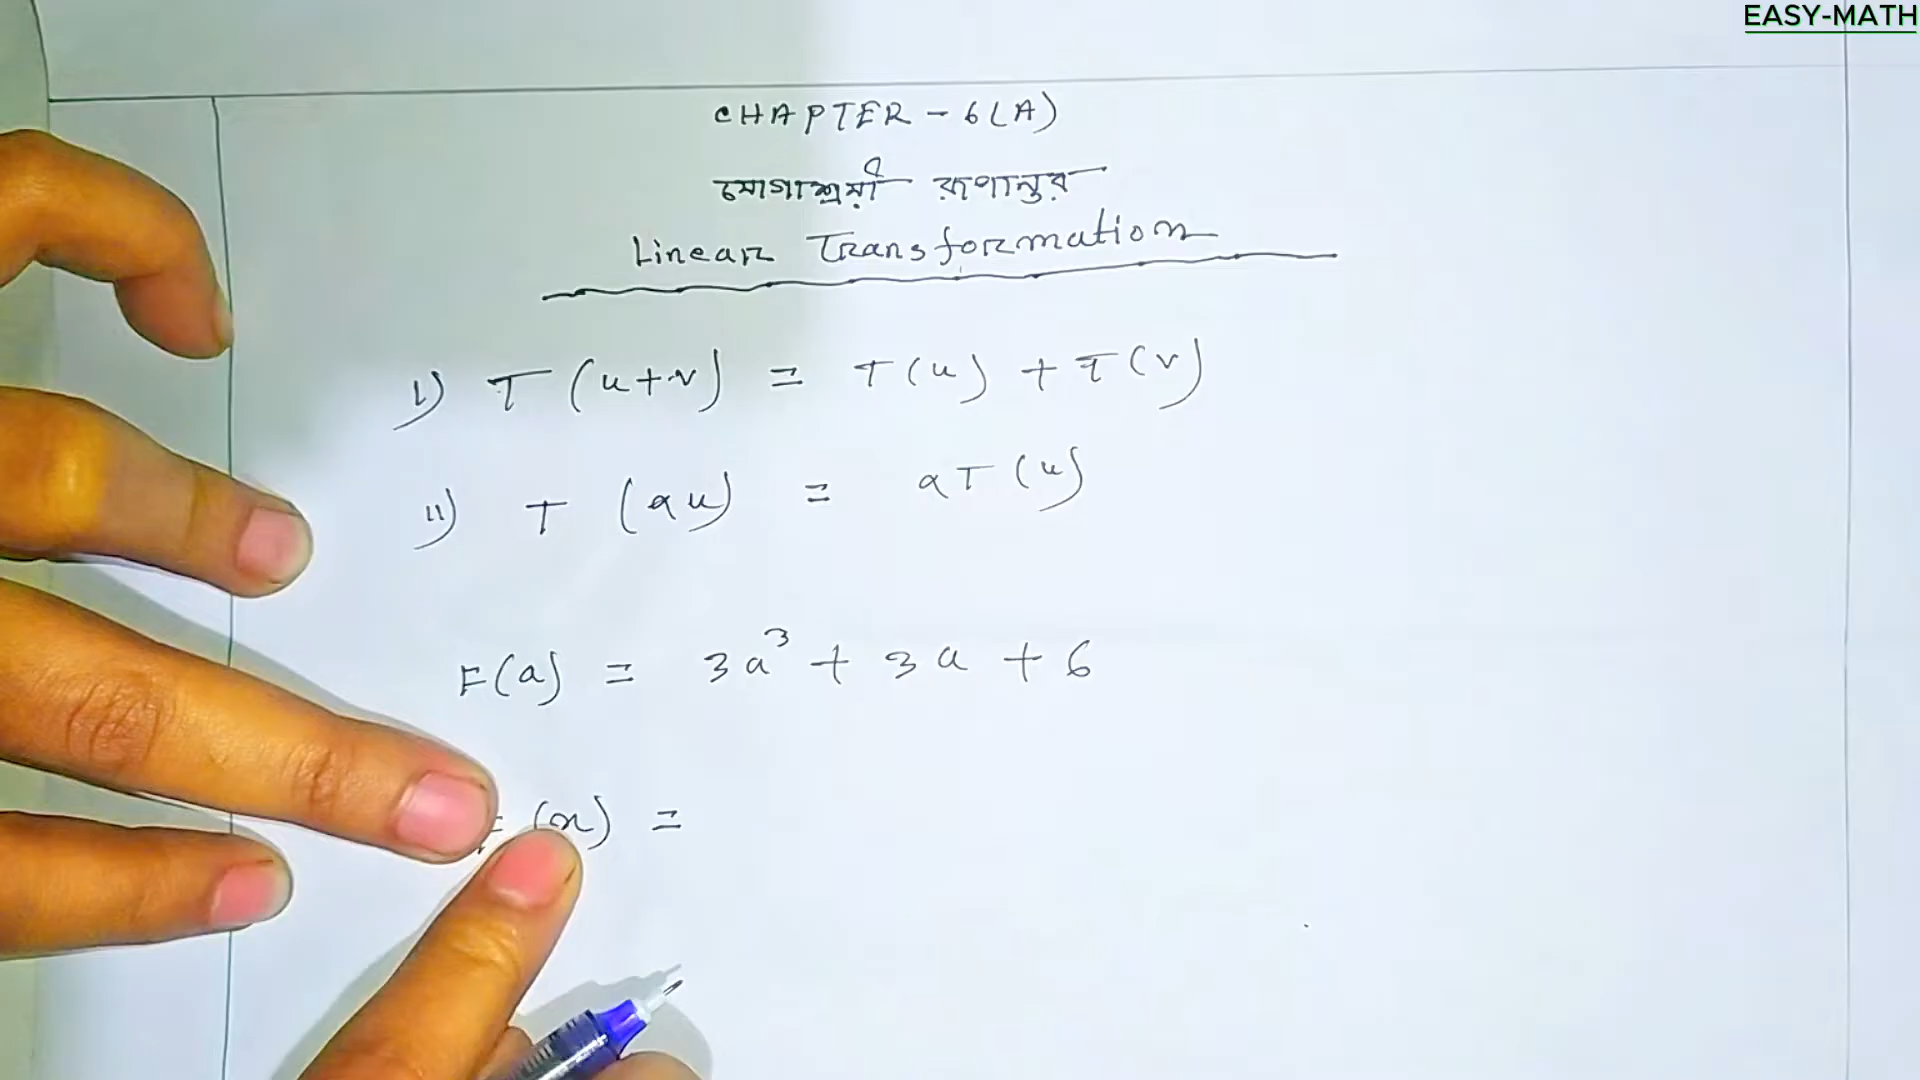 EASY-MATH
CHAPTER - 6(A)
যোগাশ্রয়ী রূপান্তর
Linear Transformation
i) T (u+v) = T(u) + T(v)
ii) T (au) = aT(u)
F(a) = 3a³ + 3a + 6
F(x) =